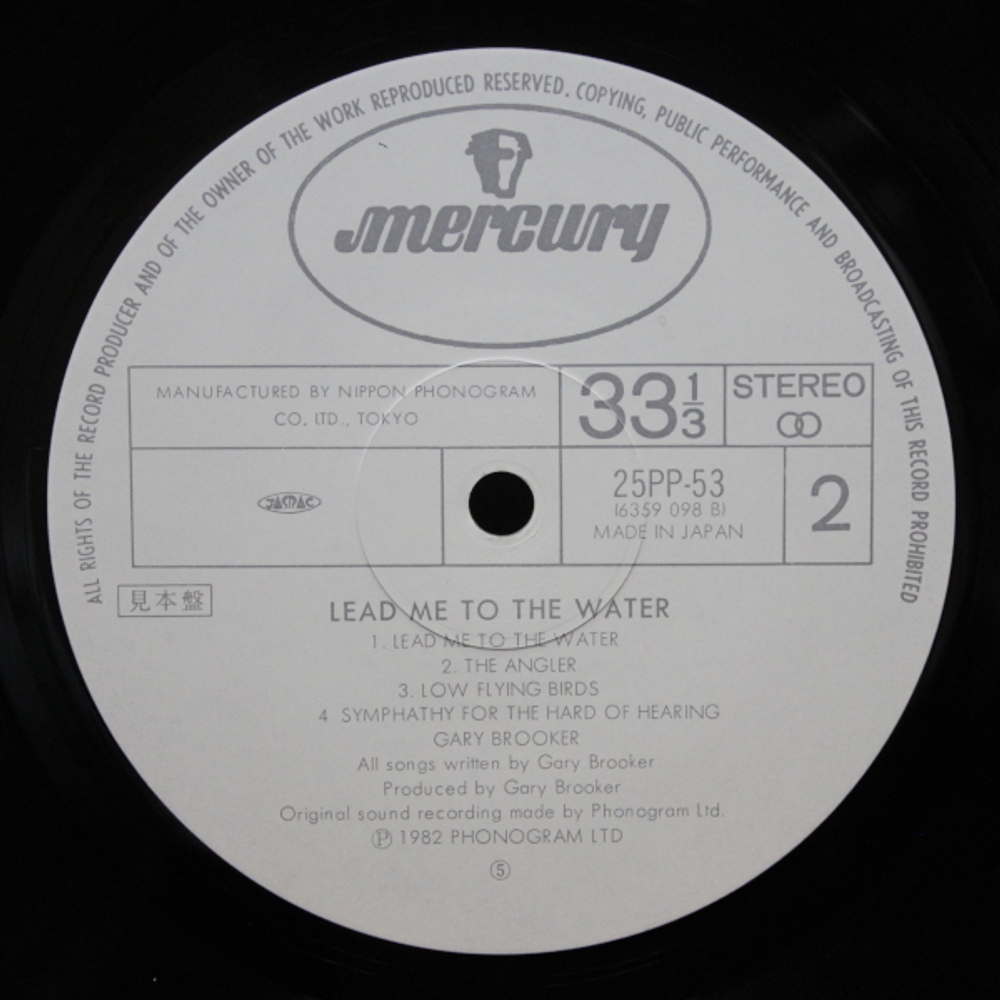 ALL RIGHTS OF THE RECORD PRODUCER AND OF THE OWNER OF THE WORK REPRODUCED RESERVED. COPYING, PUBLIC PERFORMANCE AND BROADCASTING OF THIS RECORD PROHIBITED
mercury
MANUFACTURED BY NIPPON PHONOGRAM
CO. LTD., TOKYO
33 1/3
STEREO
JASRAC
25PP-53
(6359 098 B)
MADE IN JAPAN
2
見本盤
LEAD ME TO THE WATER
1. LEAD ME TO THE WATER
2. THE ANGLER
3. LOW FLYING BIRDS
4 SYMPHATHY FOR THE HARD OF HEARING
GARY BROOKER
All songs written by Gary Brooker
Produced by Gary Brooker
Original sound recording made by Phonogram Ltd.
Ⓟ 1982 PHONOGRAM LTD
⑤